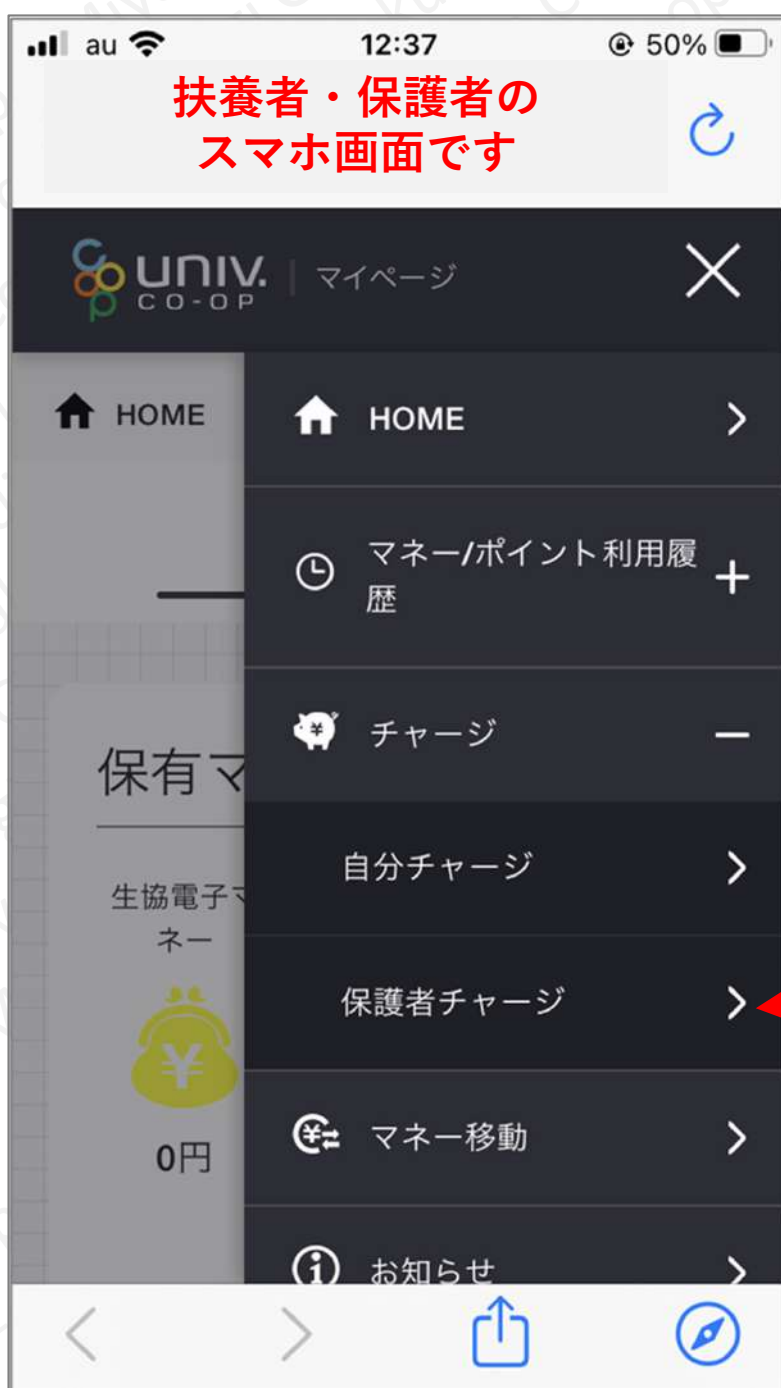 au 12:37 50%
扶養者・保護者の
スマホ画面です
UNIV. CO-OP マイページ
HOME
HOME
マネー/ポイント利用履
歴
チャージ
保有マ
自分チャージ
生協電子マ
ネー
保護者チャージ
¥
0円
マネー移動
お知らせ